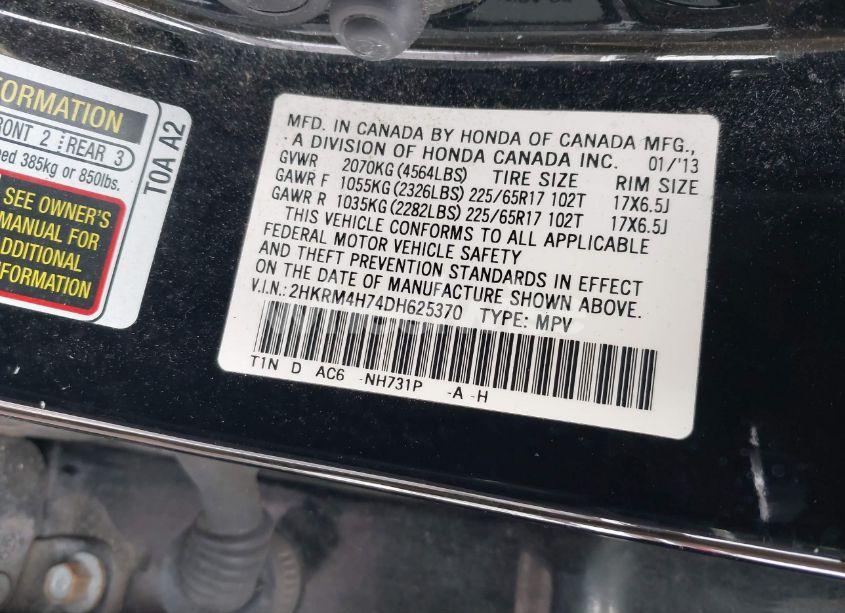 FORMATION
RONT 2 REAR 3
eed 385kg or 850lbs.
SEE OWNER'S
MANUAL FOR
ADDITIONAL
INFORMATION
T0A A2
MFD. IN CANADA BY HONDA OF CANADA MFG.,
A DIVISION OF HONDA CANADA INC. 01/'13
GVWR 2070KG (4564LBS) TIRE SIZE RIM SIZE
GAWR F 1055KG (2326LBS) 225/65R17 102T 17X6.5J
GAWR R 1035KG (2282LBS) 225/65R17 102T 17X6.5J
THIS VEHICLE CONFORMS TO ALL APPLICABLE
FEDERAL MOTOR VEHICLE SAFETY
AND THEFT PREVENTION STANDARDS IN EFFECT
ON THE DATE OF MANUFACTURE SHOWN ABOVE.
V.I.N.: 2HKRM4H74DH625370 TYPE: MPV
T1N D AC6 -NH731P -A -H